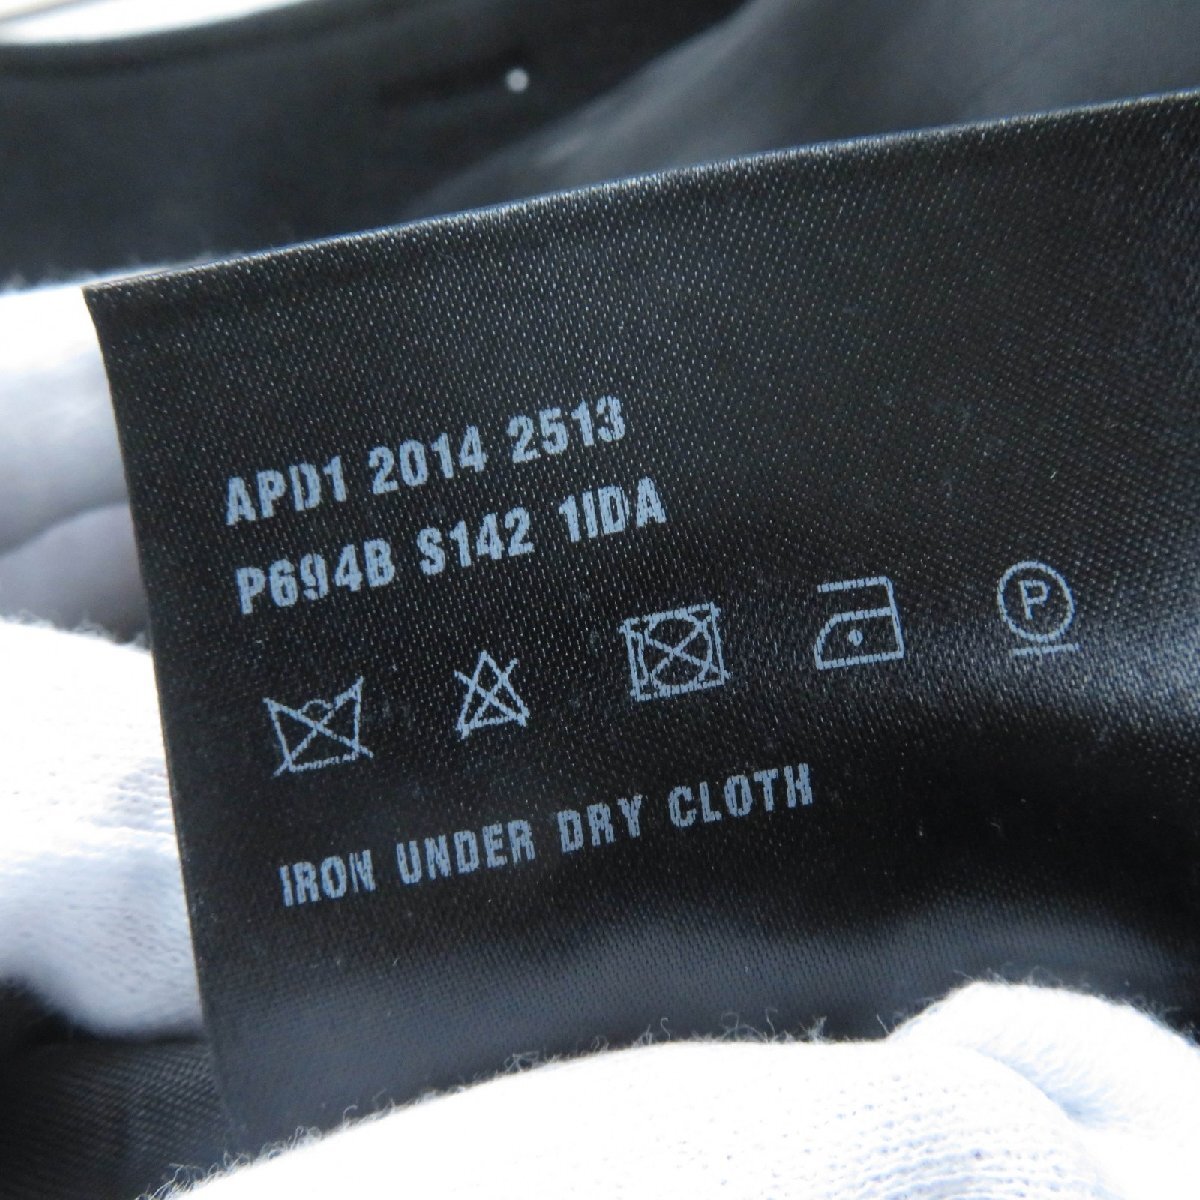 APD1 2014 2513
P694B S142 1IDA
P
IRON UNDER DRY CLOTH